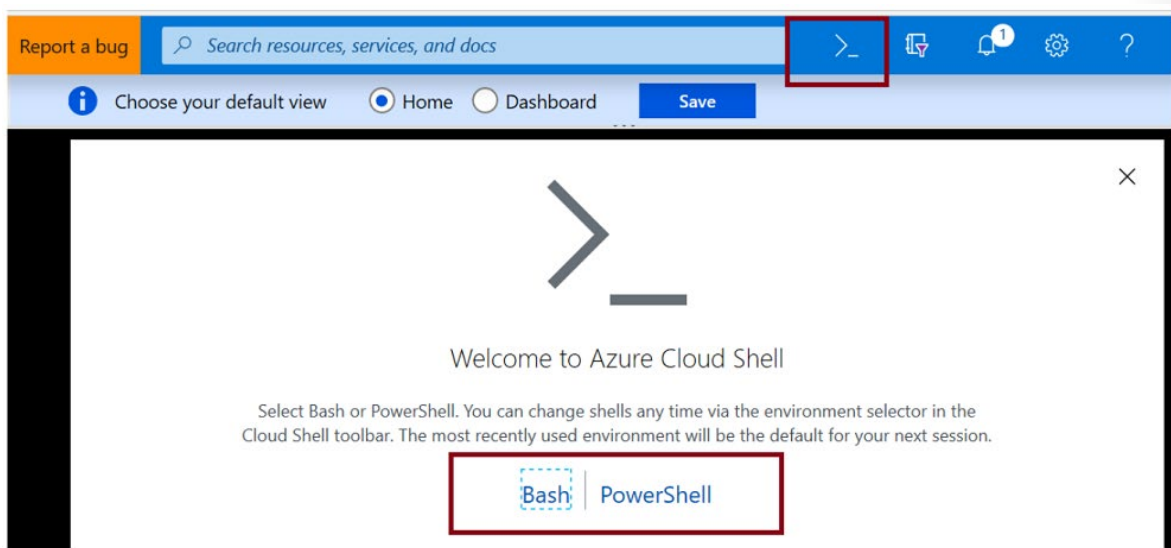 Report a bug
Search resources, services, and docs
>_
1
?
Choose your default view
Home
Dashboard
Save
>_
Welcome to Azure Cloud Shell
Select Bash or PowerShell. You can change shells any time via the environment selector in the
Cloud Shell toolbar. The most recently used environment will be the default for your next session.
Bash
PowerShell